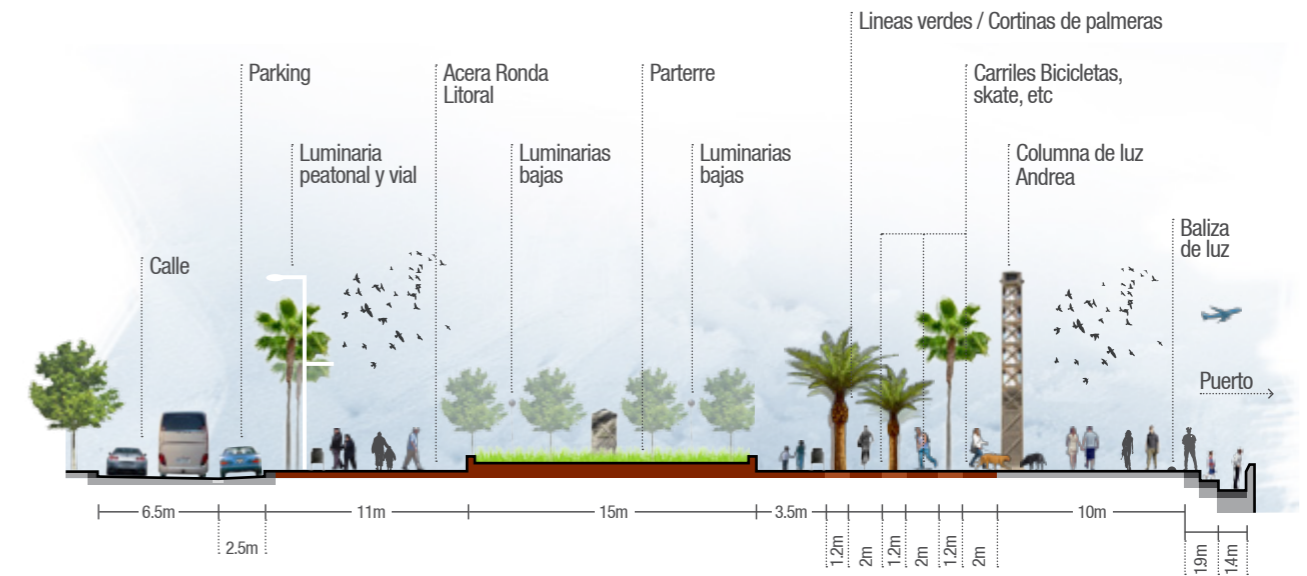 Lineas verdes / Cortinas de palmeras
Parking
Acera Ronda
Litoral
Parterre
Carriles Bicicletas,
skate, etc
Luminaria
peatonal y vial
Luminarias
bajas
Luminarias
bajas
Columna de luz
Andrea
Baliza
de luz
Calle
Puerto
6.5m
11m
15m
3.5m
10m
2.5m
1.2m
2m
1.2m
2m
1.2m
2m
19m
14m